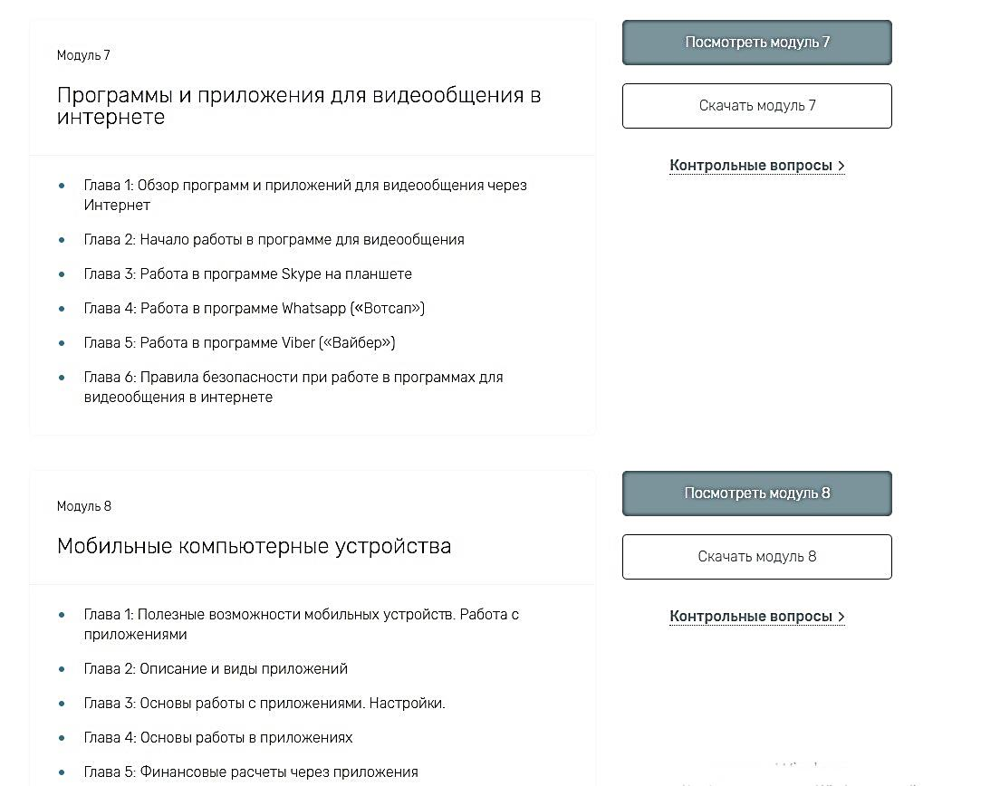 Модуль 7
Программы и приложения для видеообщения в
интернете
Глава 1: Обзор программ и приложений для видеообщения через
Интернет
Глава 2: Начало работы в программе для видеообщения
Глава 3: Работа в программе Skype на планшете
Глава 4: Работа в программе Whatsapp («Вотсап»)
Глава 5: Работа в программе Viber («Вайбер»)
Глава 6: Правила безопасности при работе в программах для
видеообщения в интернете
Посмотреть модуль 7
Скачать модуль 7
Контрольные вопросы >
Модуль 8
Мобильные компьютерные устройства
Глава 1: Полезные возможности мобильных устройств. Работа с
приложениями
Глава 2: Описание и виды приложений
Глава 3: Основы работы с приложениями. Настройки.
Глава 4: Основы работы в приложениях
Глава 5: Финансовые расчеты через приложения
Посмотреть модуль 8
Скачать модуль 8
Контрольные вопросы >